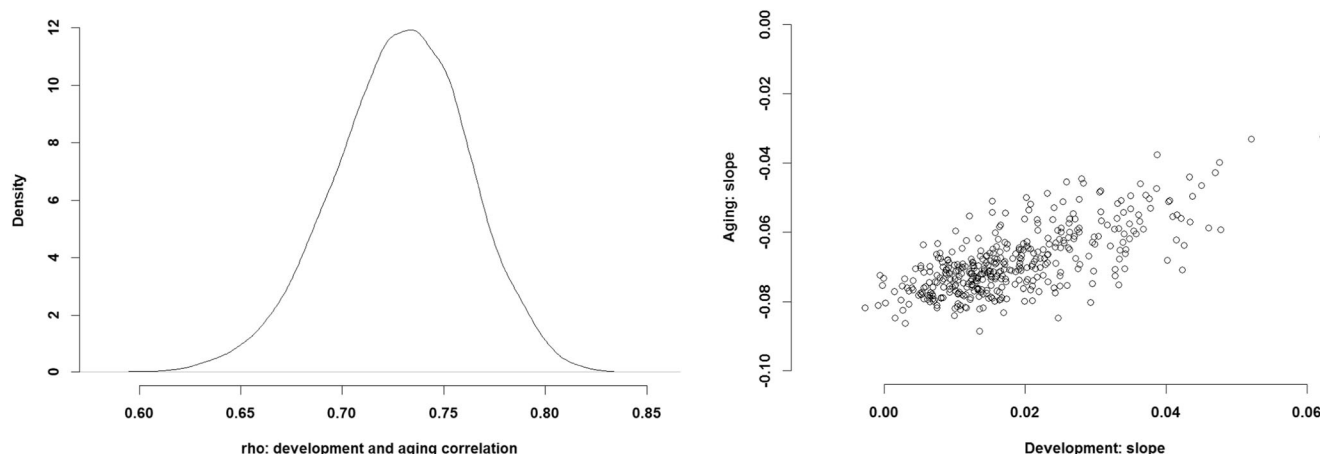 Density
12
10
8
6
4
2
0
0.60 0.65 0.70 0.75 0.80 0.85
rho: development and aging correlation
Aging: slope
0.00
-0.02
-0.04
-0.06
-0.08
-0.10
0.00 0.02 0.04 0.06
Development: slope